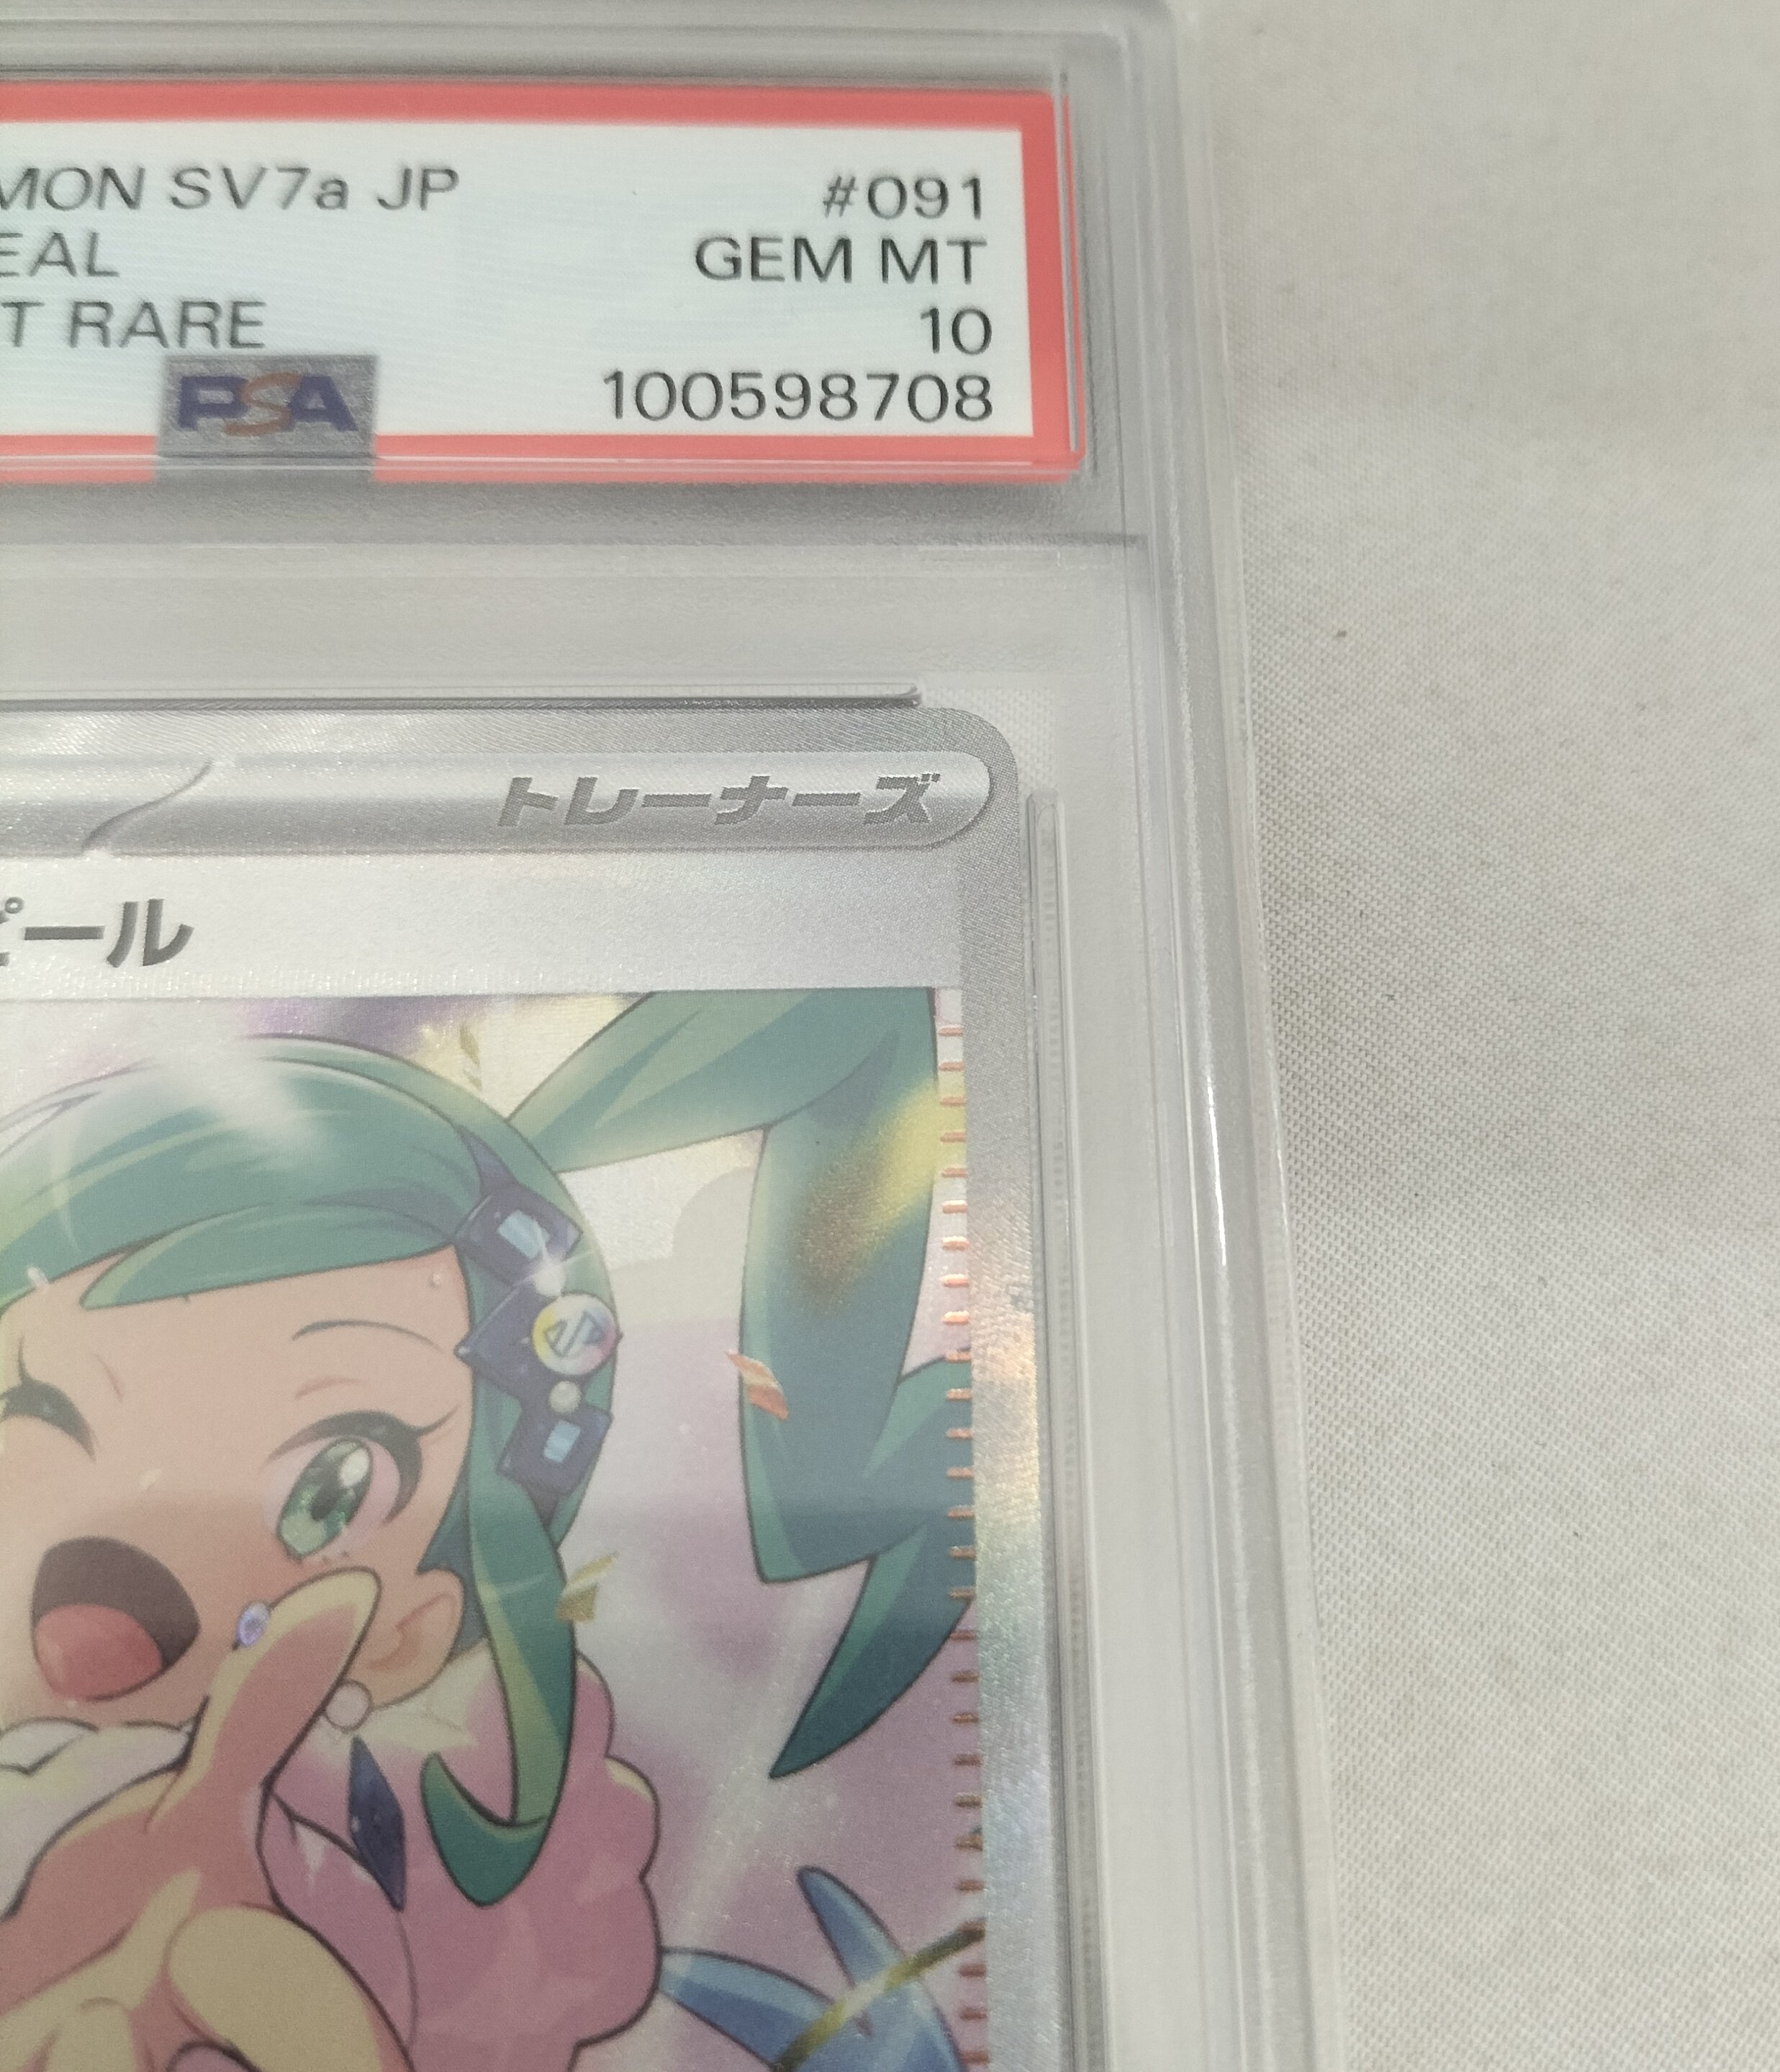 MON SV7a JP #091
EAL GEM MT
T RARE 10
PSA 100598708
トレーナーズ
ピール